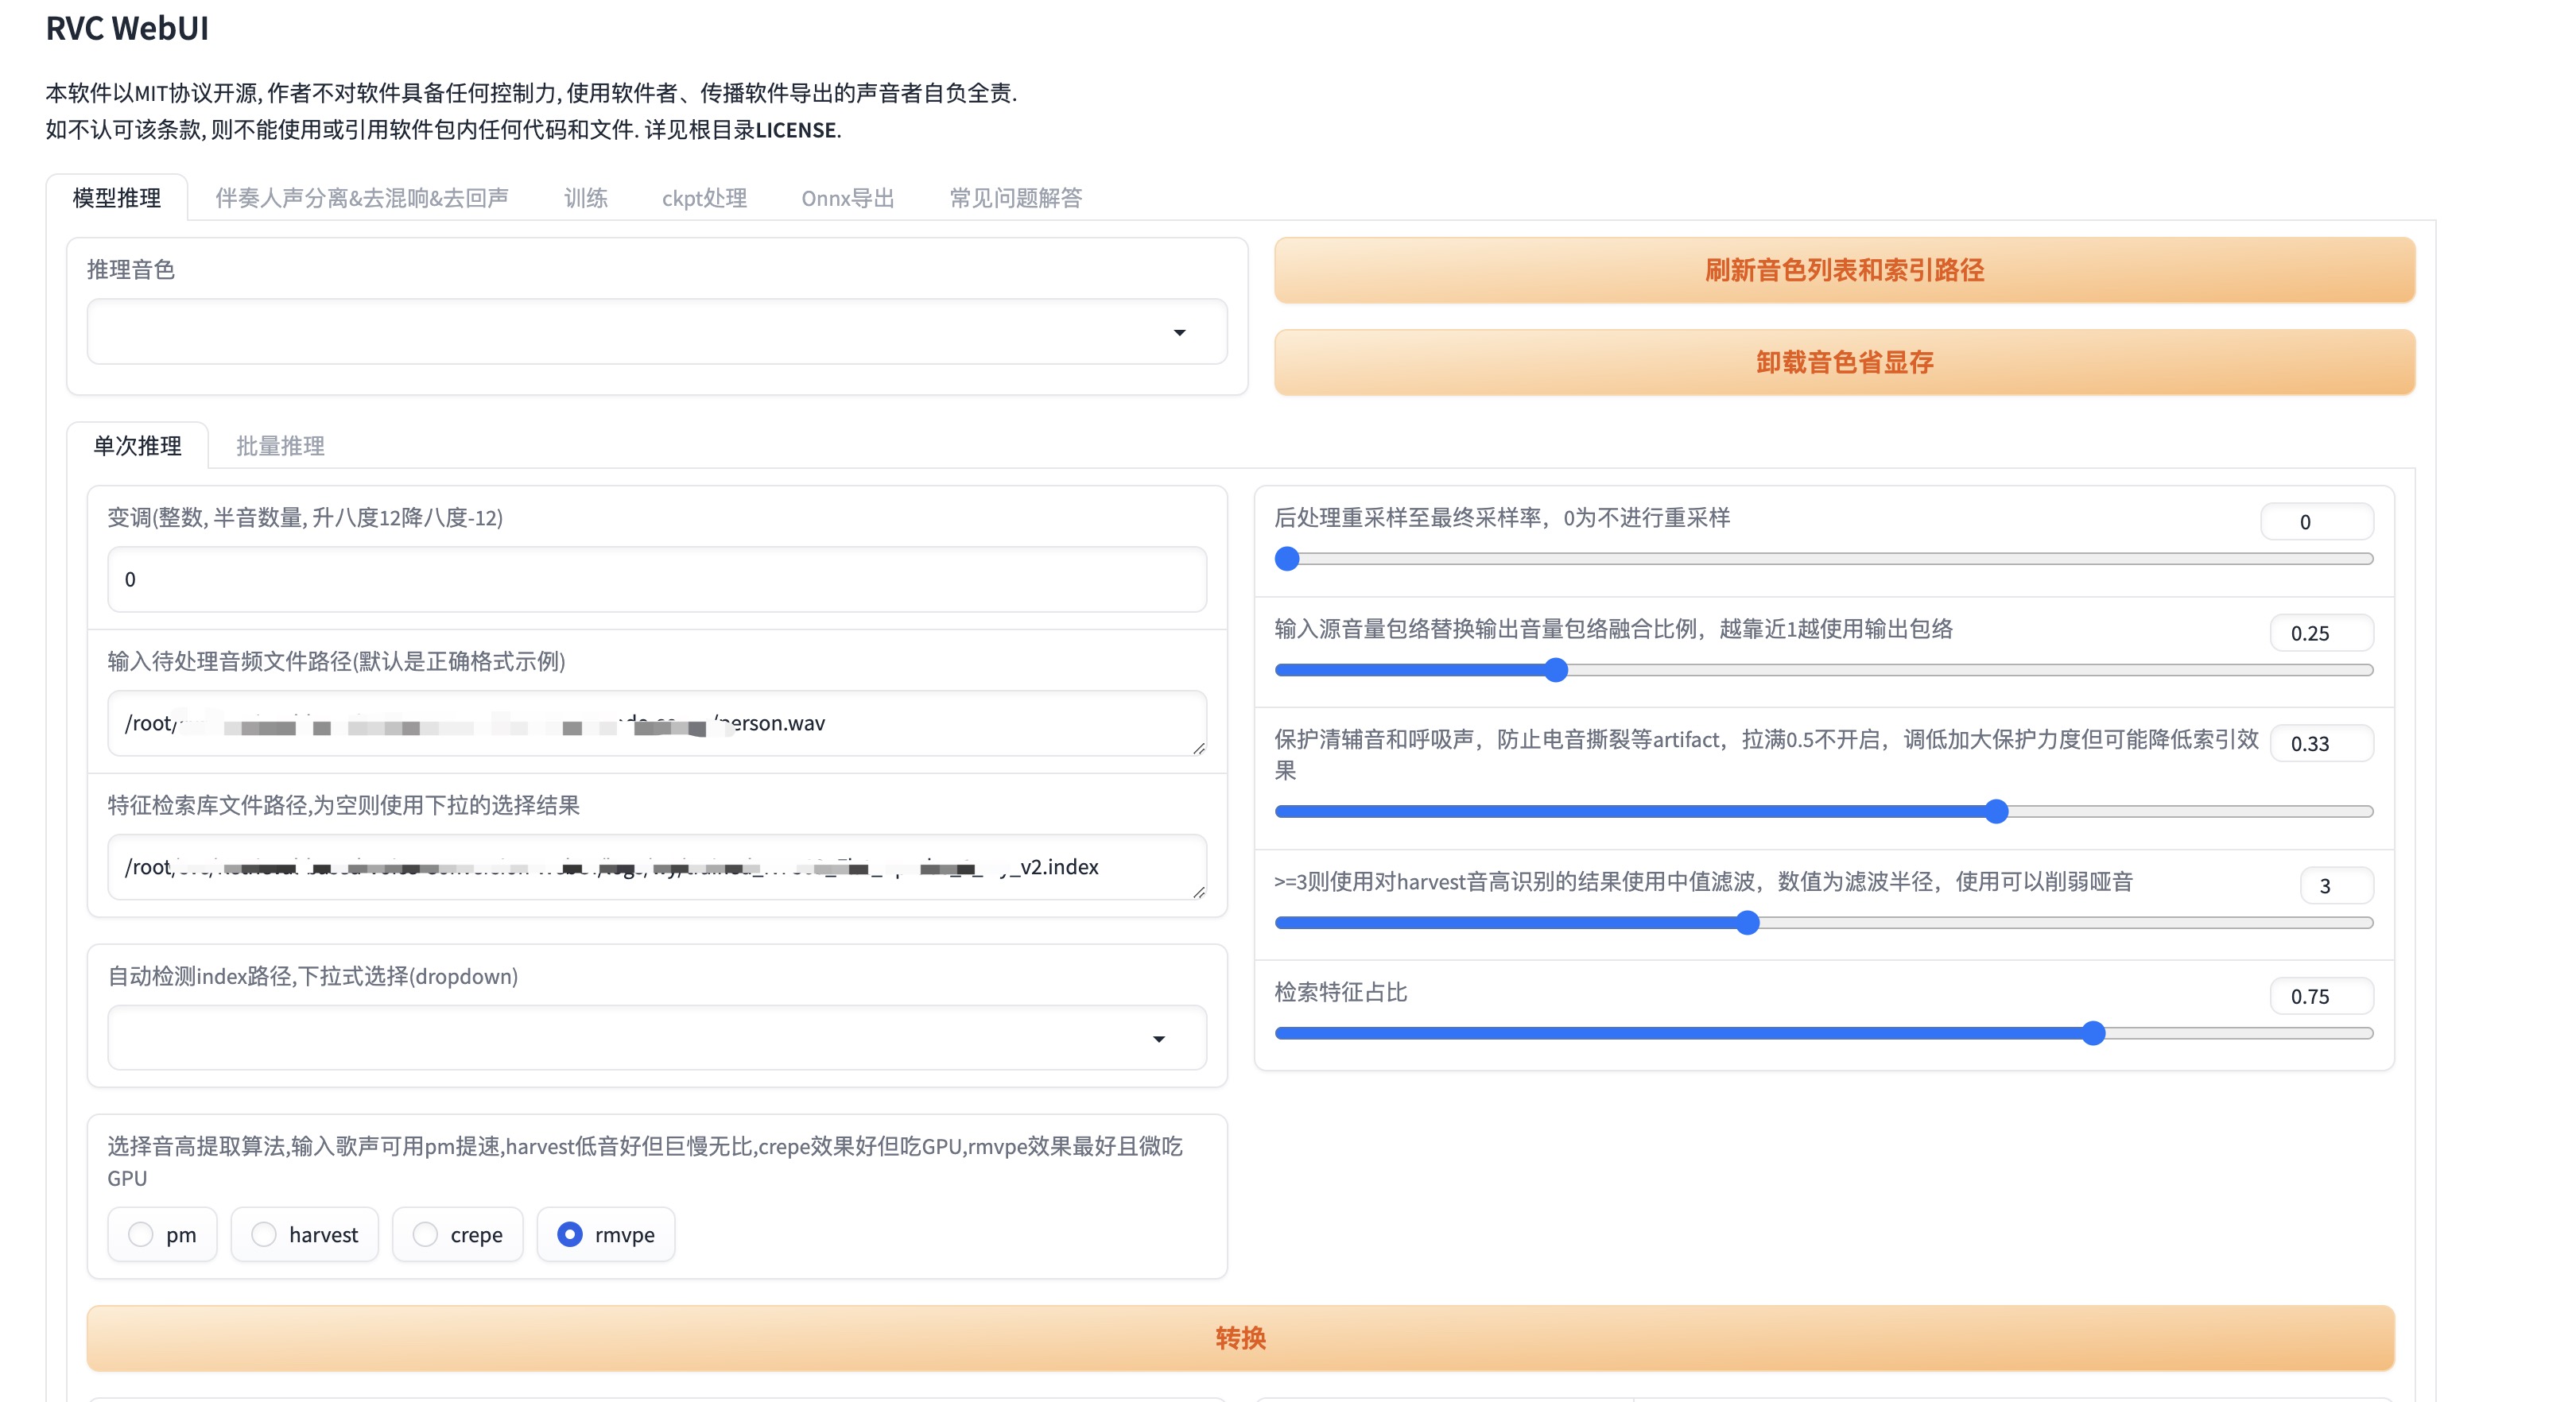 RVC WebUI
本软件以MIT协议开源, 作者不对软件具备任何控制力, 使用软件者、传播软件导出的声音者自负全责.
如不认可该条款, 则不能使用或引用软件包内任何代码和文件. 详见根目录LICENSE.
模型推理 伴奏人声分离&去混响&去回声 训练 ckpt处理 Onnx导出 常见问题解答
推理音色
刷新音色列表和索引路径
卸载音色省显存
单次推理 批量推理
变调(整数, 半音数量, 升八度12降八度-12)
0
输入待处理音频文件路径(默认是正确格式示例)
/root/ /person.wav
特征检索库文件路径,为空则使用下拉的选择结果
/root/ _v2.index
自动检测index路径,下拉式选择(dropdown)
选择音高提取算法,输入歌声可用pm提速,harvest低音好但巨慢无比,crepe效果好但吃GPU,rmvpe效果最好且微吃
GPU
pm harvest crepe rmvpe
后处理重采样至最终采样率，0为不进行重采样
0
输入源音量包络替换输出音量包络融合比例，越靠近1越使用输出包络
0.25
保护清辅音和呼吸声，防止电音撕裂等artifact，拉满0.5不开启，调低加大保护力度但可能降低索引效
果
0.33
>=3则使用对harvest音高识别的结果使用中值滤波，数值为滤波半径，使用可以削弱哑音
3
检索特征占比
0.75
转换